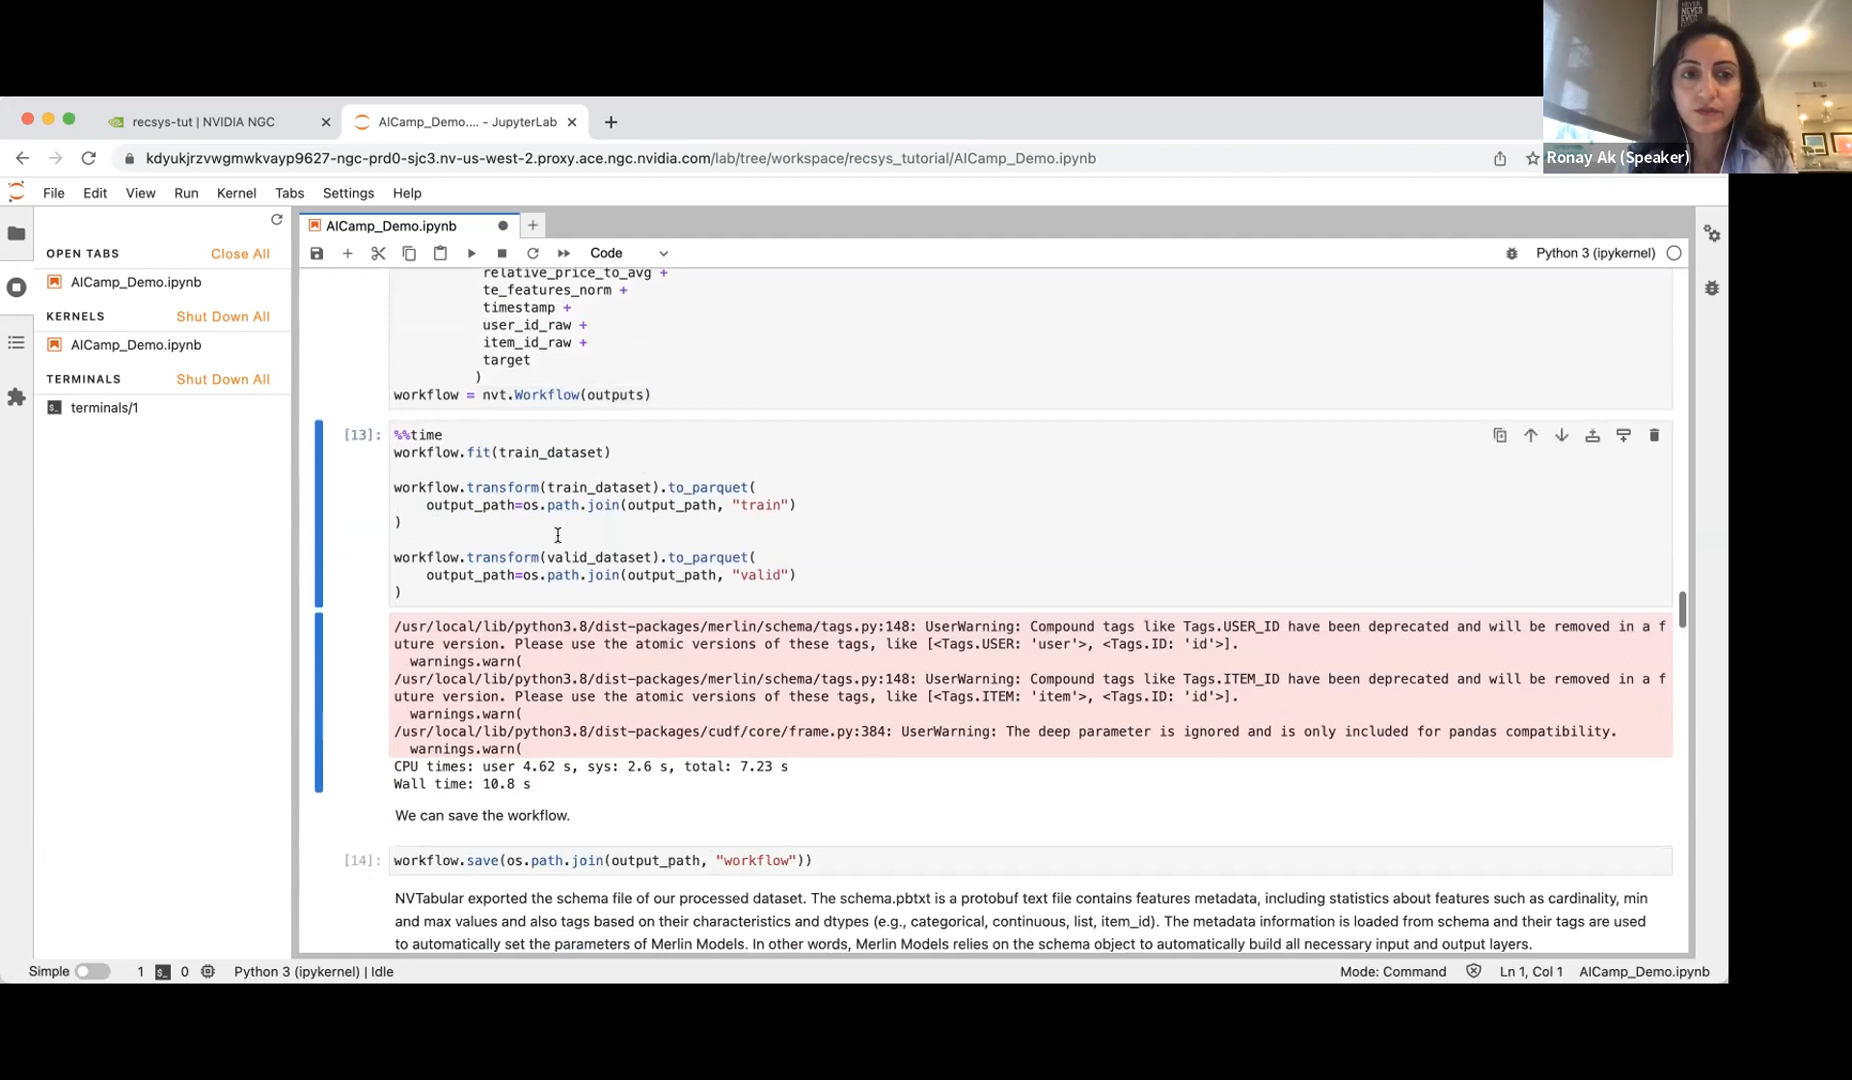 NEVER
NEVER
Ronay Ak (Speaker)
recsys-tut | NVIDIA NGC
AICamp_Demo.... - JupyterLab
kdyukjrzvwgmwkvayp9627-ngc-prd0-sjc3.nv-us-west-2.proxy.ace.ngc.nvidia.com/lab/tree/workspace/recsys_tutorial/AICamp_Demo.ipynb
File Edit View Run Kernel Tabs Settings Help
OPEN TABS Close All
AICamp_Demo.ipynb
KERNELS Shut Down All
AICamp_Demo.ipynb
TERMINALS Shut Down All
terminals/1
AICamp_Demo.ipynb
Code
Python 3 (ipykernel)
relative_price_to_avg +
te_features_norm +
timestamp +
user_id_raw +
item_id_raw +
target
)
workflow = nvt.Workflow(outputs)
[13]: %%time
workflow.fit(train_dataset)
workflow.transform(train_dataset).to_parquet(
output_path=os.path.join(output_path, "train")
)
workflow.transform(valid_dataset).to_parquet(
output_path=os.path.join(output_path, "valid")
)
/usr/local/lib/python3.8/dist-packages/merlin/schema/tags.py:148: UserWarning: Compound tags like Tags.USER_ID have been deprecated and will be removed in a f
uture version. Please use the atomic versions of these tags, like [<Tags.USER: 'user'>, <Tags.ID: 'id'>].
warnings.warn(
/usr/local/lib/python3.8/dist-packages/merlin/schema/tags.py:148: UserWarning: Compound tags like Tags.ITEM_ID have been deprecated and will be removed in a f
uture version. Please use the atomic versions of these tags, like [<Tags.ITEM: 'item'>, <Tags.ID: 'id'>].
warnings.warn(
/usr/local/lib/python3.8/dist-packages/cudf/core/frame.py:384: UserWarning: The deep parameter is ignored and is only included for pandas compatibility.
warnings.warn(
CPU times: user 4.62 s, sys: 2.6 s, total: 7.23 s
Wall time: 10.8 s
We can save the workflow.
[14]: workflow.save(os.path.join(output_path, "workflow"))
NVTabular exported the schema file of our processed dataset. The schema.pbtxt is a protobuf text file contains features metadata, including statistics about features such as cardinality, min
and max values and also tags based on their characteristics and dtypes (e.g., categorical, continuous, list, item_id). The metadata information is loaded from schema and their tags are used
to automatically set the parameters of Merlin Models. In other words, Merlin Models relies on the schema object to automatically build all necessary input and output layers.
Simple 1 0 Python 3 (ipykernel) | Idle
Mode: Command Ln 1, Col 1 AICamp_Demo.ipynb